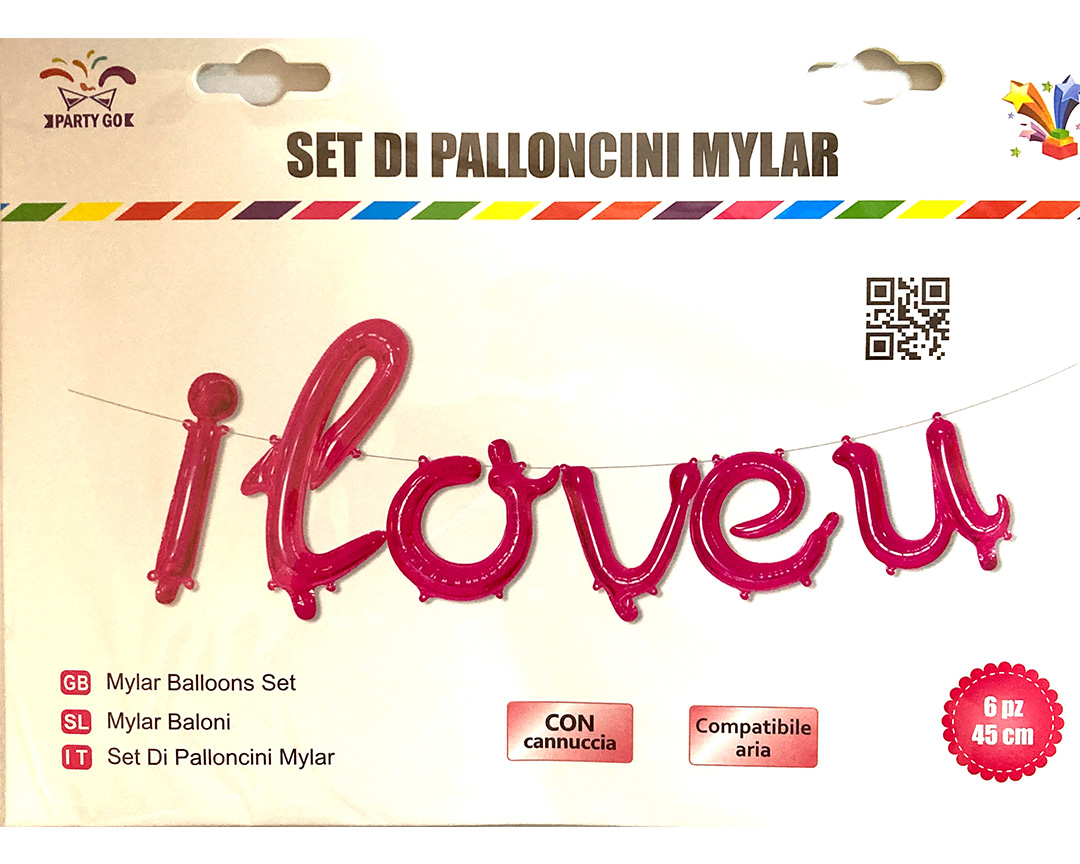 PARTY GO
SET DI PALLONCINI MYLAR
i love u
GB Mylar Balloons Set
SL Mylar Baloni
IT Set Di Palloncini Mylar
CON
cannuccia
Compatibile
aria
6 pz
45 cm